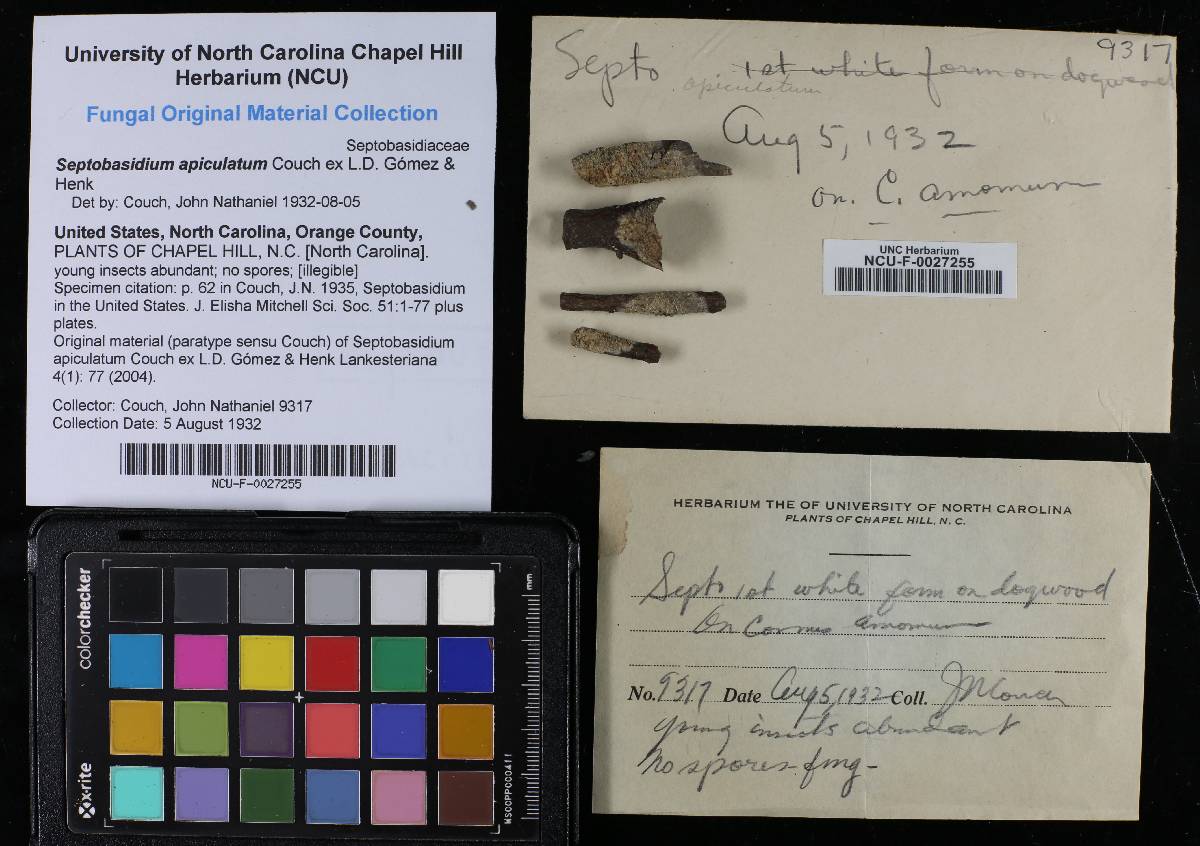 University of North Carolina Chapel Hill
Herbarium (NCU)
Fungal Original Material Collection
Septobasidiaceae
Septobasidium apiculatum Couch ex L.D. Gómez &
Henk
Det by: Couch, John Nathaniel 1932-08-05
United States, North Carolina, Orange County,
PLANTS OF CHAPEL HILL, N.C. [North Carolina].
young insects abundant; no spores; [illegible]
Specimen citation: p. 62 in Couch, J.N. 1935, Septobasidium
in the United States. J. Elisha Mitchell Sci. Soc. 51:1-77 plus
plates.
Original material (paratype sensu Couch) of Septobasidium
apiculatum Couch ex L.D. Gómez & Henk Lankesteriana
4(1): 77 (2004).
Collector: Couch, John Nathaniel 9317
Collection Date: 5 August 1932
NCU-F-0027255
9317
Septo 1st white form on dogwood
apiculatum
Aug 5, 1932
on. C. amomum
UNC Herbarium
NCU-F-0027255
HERBARIUM THE OF UNIVERSITY OF NORTH CAROLINA
PLANTS OF CHAPEL HILL, N. C.
Septo 1st white form on dogwood
On Cornus amomum
No. 9317 Date Aug 5, 1932 Coll. JNCouch
young insects abundant
No spores
colorchecker
x-rite
mm
MSCCPPCC0411